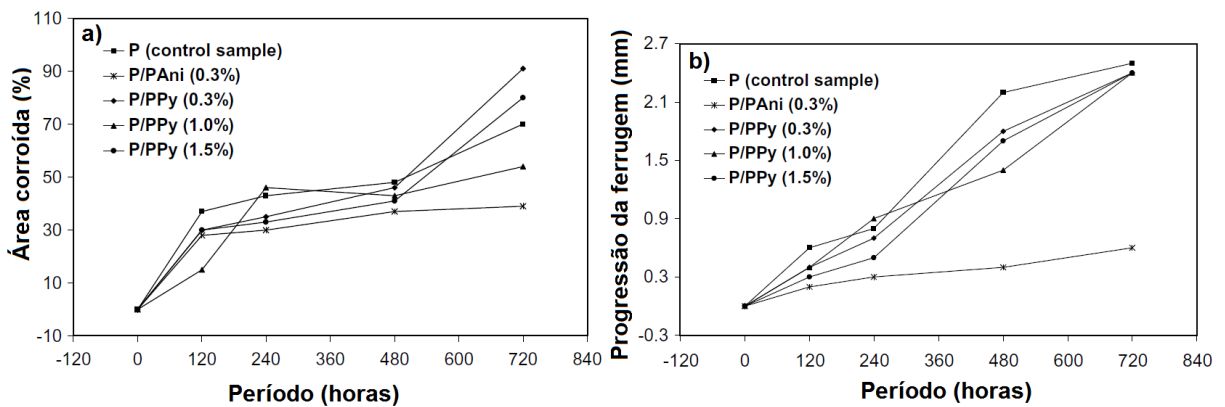 a)
P (control sample)
P/PAni (0.3%)
P/PPy (0.3%)
P/PPy (1.0%)
P/PPy (1.5%)
Área corroída (%)
110
90
70
50
30
10
-10
-120 0 120 240 360 480 600 720 840
Período (horas)
b)
P (control sample)
P/PAni (0.3%)
P/PPy (0.3%)
P/PPy (1.0%)
P/PPy (1.5%)
Progressão da ferrugem (mm)
2.7
2.1
1.5
0.9
0.3
-0.3
-120 0 120 240 360 480 600 720 840
Período (horas)